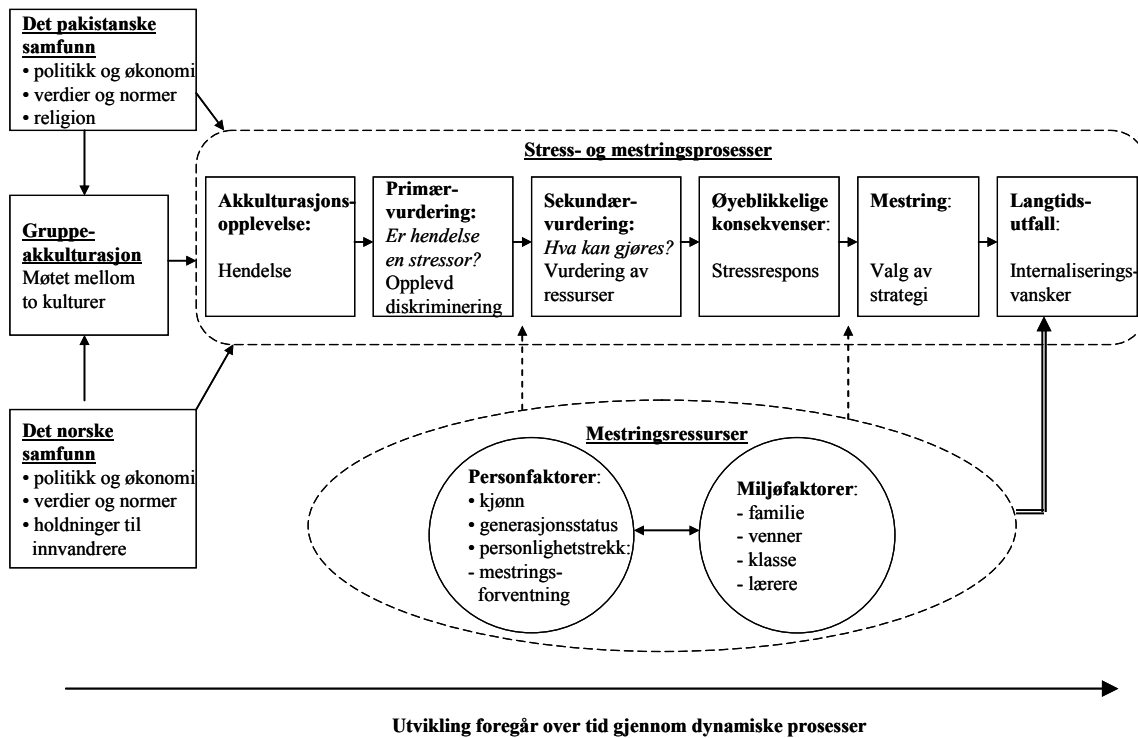 Det pakistanske
samfunn
• politikk og økonomi
• verdier og normer
• religion
Gruppe-
akkulturasjon
Møtet mellom
to kulturer
Det norske
samfunn
• politikk og økonomi
• verdier og normer
• holdninger til
innvandrere
Stress- og mestringsprosesser
Akkulturasjons-
opplevelse:
Hendelse
Primær-
vurdering:
Er hendelse
en stressor?
Opplevd
diskriminering
Sekundær-
vurdering:
Hva kan gjøres?
Vurdering av
ressurser
Øyeblikkelige
konsekvenser:
Stressrespons
Mestring:
Valg av
strategi
Langtids-
utfall:
Internaliserings-
vansker
Mestringsressurser
Personfaktorer:
• kjønn
• generasjonsstatus
• personlighetstrekk:
- mestrings-
forventning
Miljøfaktorer:
- familie
- venner
- klasse
- lærere
Utvikling foregår over tid gjennom dynamiske prosesser